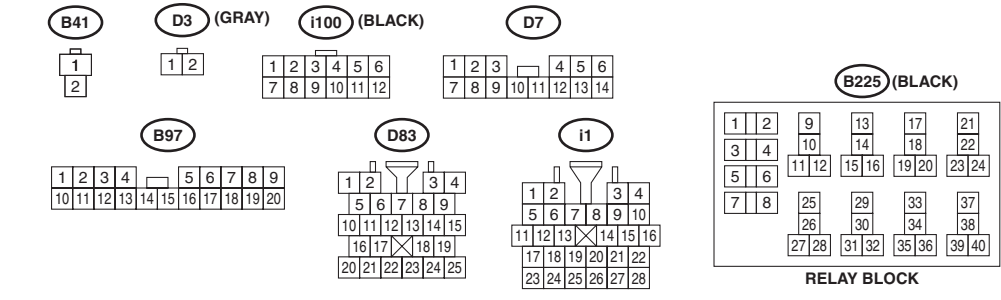 B41
1
2
D3 (GRAY)
1 2
i100 (BLACK)
1 2 3 4 5 6
7 8 9 10 11 12
D7
1 2 3 4 5 6
7 8 9 10 11 12 13 14
B97
1 2 3 4 5 6 7 8 9
10 11 12 13 14 15 16 17 18 19 20
D83
1 2 3 4
5 6 7 8 9
10 11 12 13 14 15
16 17 18 19
20 21 22 23 24 25
i1
1 2 3 4
5 6 7 8 9 10
11 12 13 14 15 16
17 18 19 20 21 22
23 24 25 26 27 28
B225 (BLACK)
1 2
3 4
5 6
7 8
9 13 17 21
10 14 18 22
11 12 15 16 19 20 23 24
25 29 33 37
26 30 34 38
27 28 31 32 35 36 39 40
RELAY BLOCK